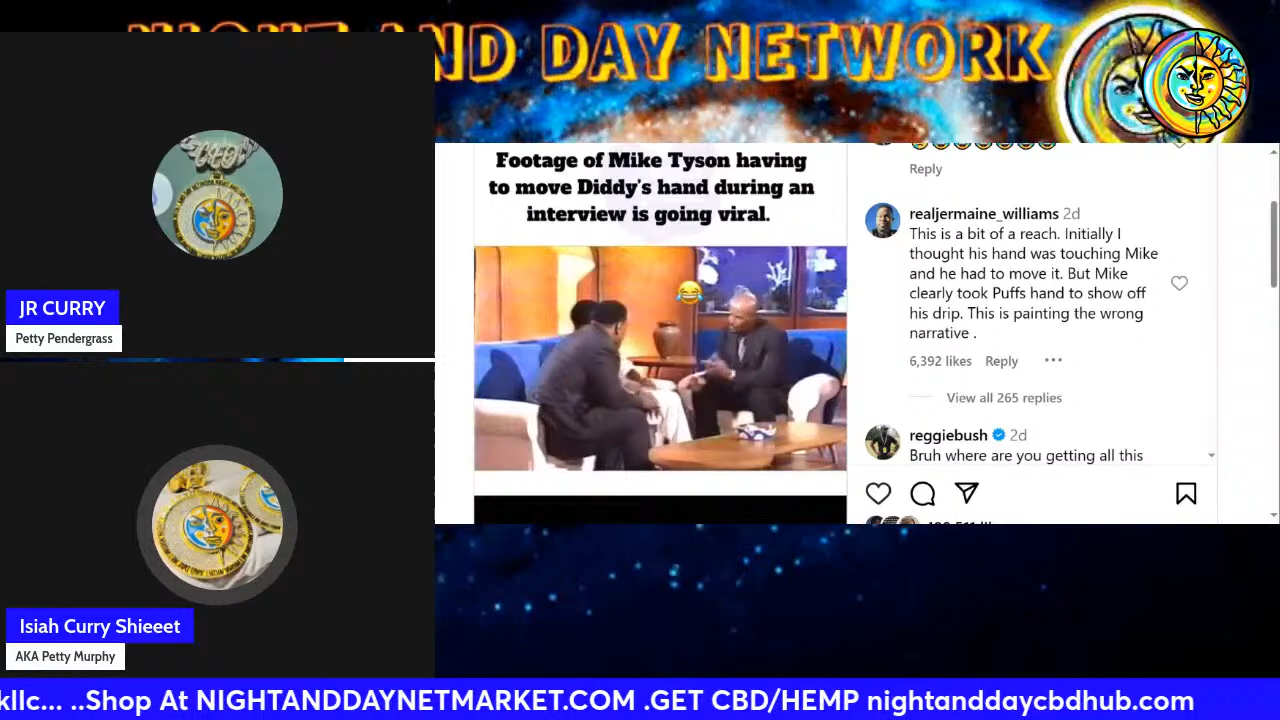 NIGHT AND DAY NETWORK
JR CURRY
Petty Pendergrass
Isiah Curry Shieeet
AKA Petty Murphy
Footage of Mike Tyson having
to move Diddy's hand during an
interview is going viral.
Reply
realjermaine_williams 2d
This is a bit of a reach. Initially I
thought his hand was touching Mike
and he had to move it. But Mike
clearly took Puffs hand to show off
his drip. This is painting the wrong
narrative .
6,392 likes Reply
View all 265 replies
reggiebush 2d
Bruh where are you getting all this
kllc... ..Shop At NIGHTANDDAYNETMARKET.COM .GET CBD/HEMP nightanddaycbdhub.com